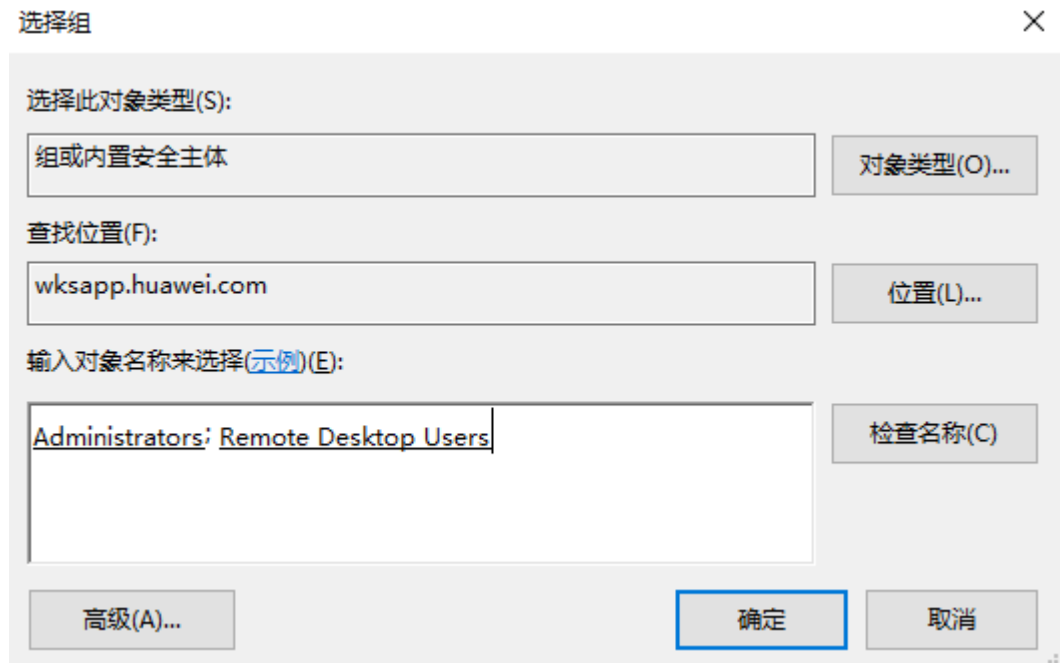 选择组
选择此对象类型(S):
组或内置安全主体
对象类型(O)...
查找位置(F):
wksapp.huawei.com
位置(L)...
输入对象名称来选择(示例)(E):
Administrators; Remote Desktop Users
检查名称(C)
高级(A)...
确定
取消